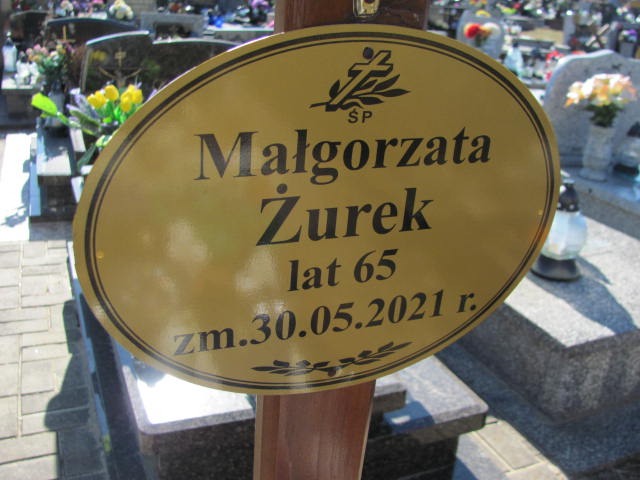 ŚP
Małgorzata
Żurek
lat 65
zm.30.05.2021 r.